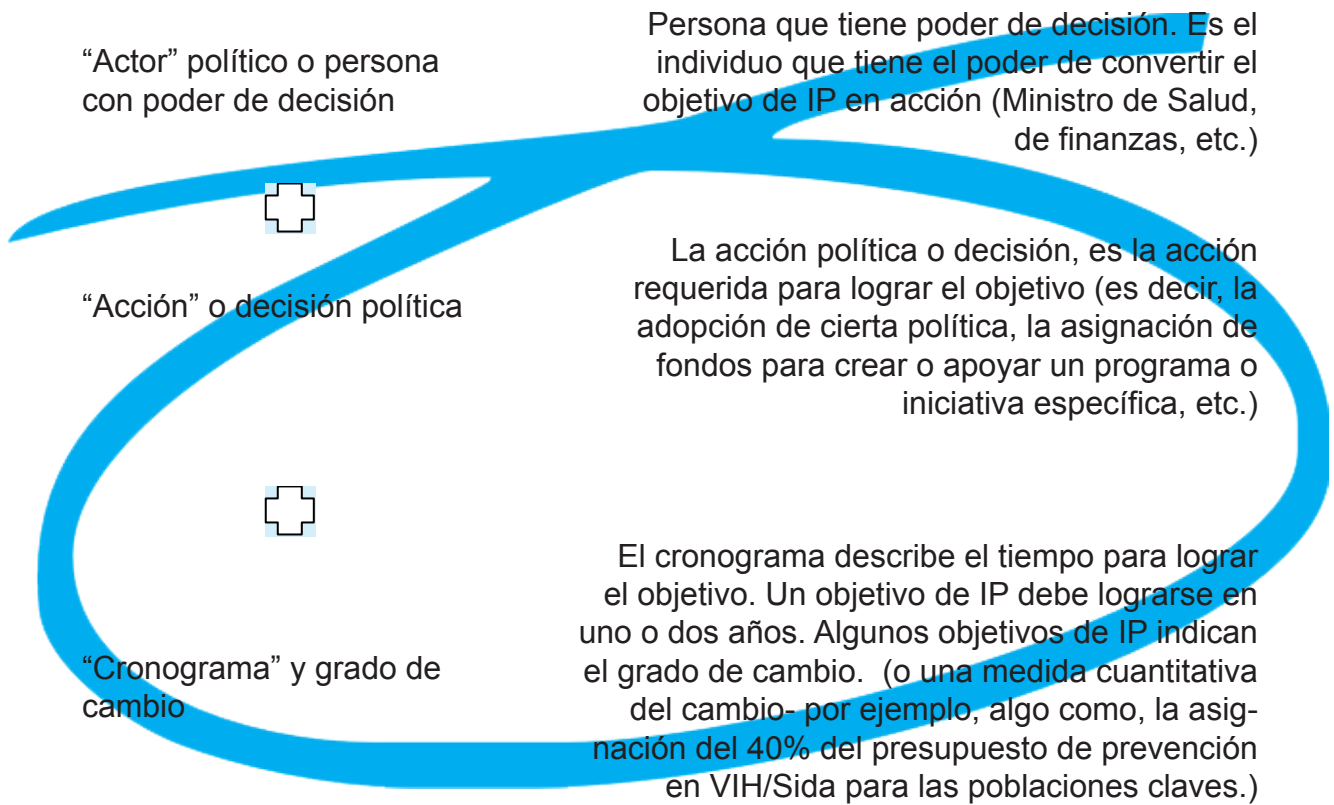 “Actor” político o persona
con poder de decisión
Persona que tiene poder de decisión. Es el
individuo que tiene el poder de convertir el
objetivo de IP en acción (Ministro de Salud,
de finanzas, etc.)
“Acción” o decisión política
La acción política o decisión, es la acción
requerida para lograr el objetivo (es decir, la
adopción de cierta política, la asignación de
fondos para crear o apoyar un programa o
iniciativa específica, etc.)
“Cronograma” y grado de
cambio
El cronograma describe el tiempo para lograr
el objetivo. Un objetivo de IP debe lograrse en
uno o dos años. Algunos objetivos de IP indican
el grado de cambio.  (o una medida cuantitativa
del cambio- por ejemplo, algo como, la asig-
nación del 40% del presupuesto de prevención
en VIH/Sida para las poblaciones claves.)